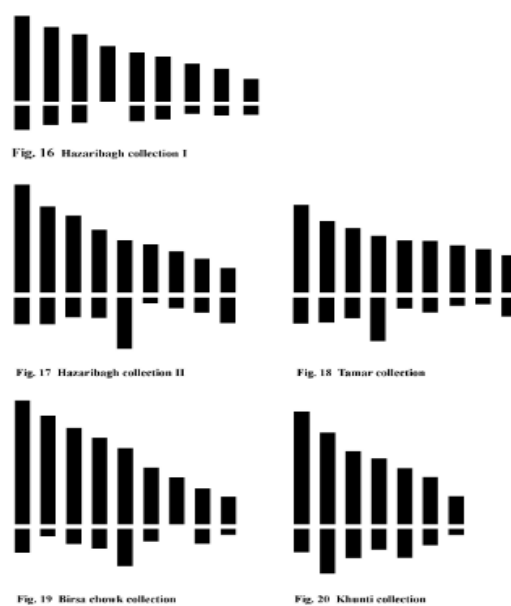 Fig. 16 Hazaribagh collection I
Fig. 17 Hazaribagh collection II
Fig. 18 Tamar collection
Fig. 19 Birsa chowk collection
Fig. 20 Khunti collection